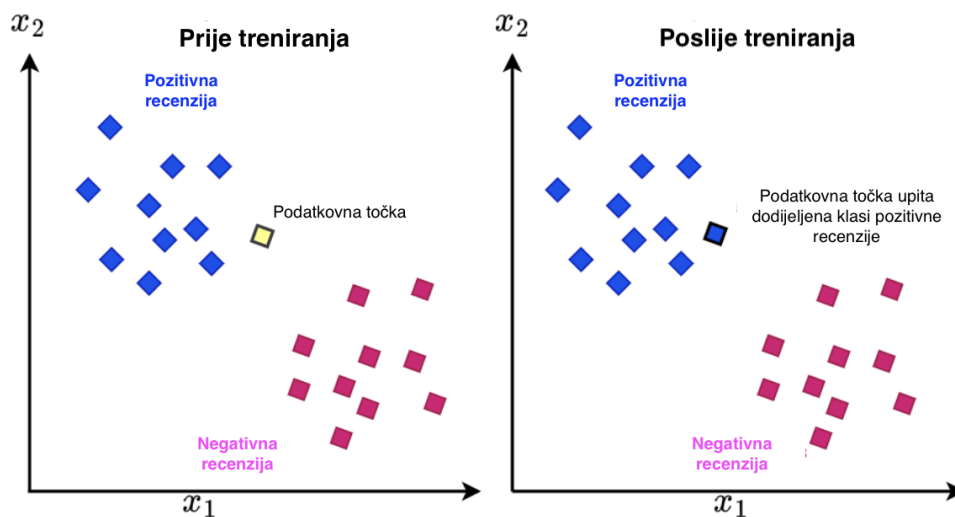 x₂
Prije treniranja
Pozitivna
recenzija
Podatkovna točka
Negativna
recenzija
x₁
x₂
Poslije treniranja
Pozitivna
recenzija
Podatkovna točka upita
dodijeljena klasi pozitivne
recenzije
Negativna
recenzija
x₁